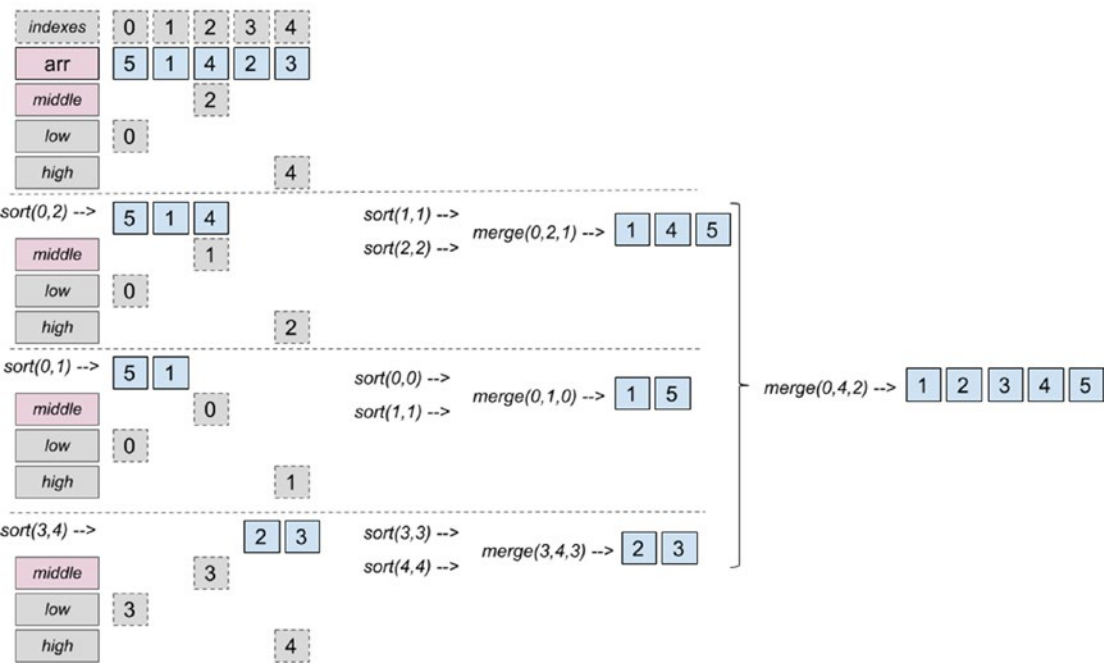 indexes 0 1 2 3 4
arr 5 1 4 2 3
middle 2
low 0
high 4
sort(0,2) --> 5 1 4 sort(1,1) -->
sort(2,2) --> merge(0,2,1) --> 1 4 5
middle 1
low 0
high 2
sort(0,1) --> 5 1 sort(0,0) -->
sort(1,1) --> merge(0,1,0) --> 1 5
merge(0,4,2) --> 1 2 3 4 5
middle 0
low 0
high 1
sort(3,4) --> 2 3 sort(3,3) -->
sort(4,4) --> merge(3,4,3) --> 2 3
middle 3
low 3
high 4